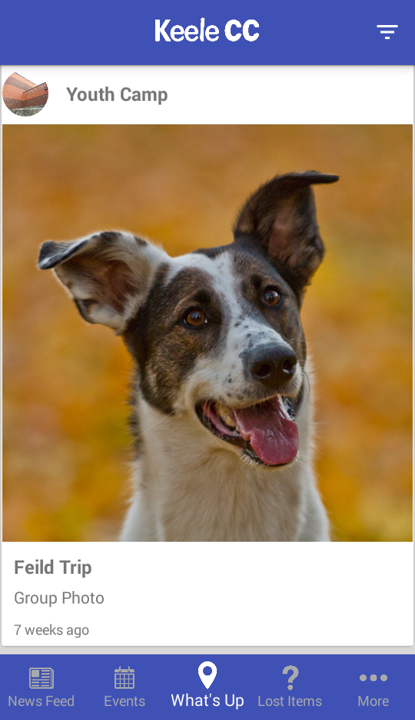 Keele CC
Youth Camp
Feild Trip
Group Photo
7 weeks ago
News Feed
Events
What's Up
Lost Items
More